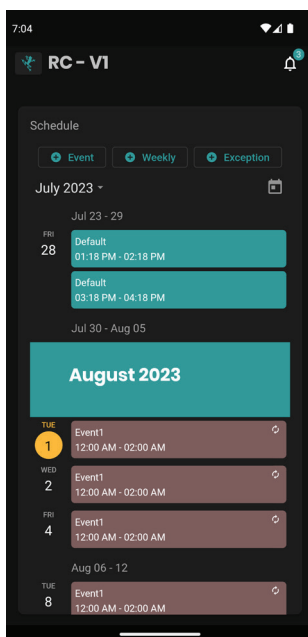 7:04
RC - V1
3
Schedule
Event
Weekly
Exception
July 2023
Jul 23 - 29
FRI
28
Default
01:18 PM - 02:18 PM
Default
03:18 PM - 04:18 PM
Jul 30 - Aug 05
August 2023
TUE
1
Event1
12:00 AM - 02:00 AM
WED
2
Event1
12:00 AM - 02:00 AM
FRI
4
Event1
12:00 AM - 02:00 AM
Aug 06 - 12
TUE
8
Event1
12:00 AM - 02:00 AM